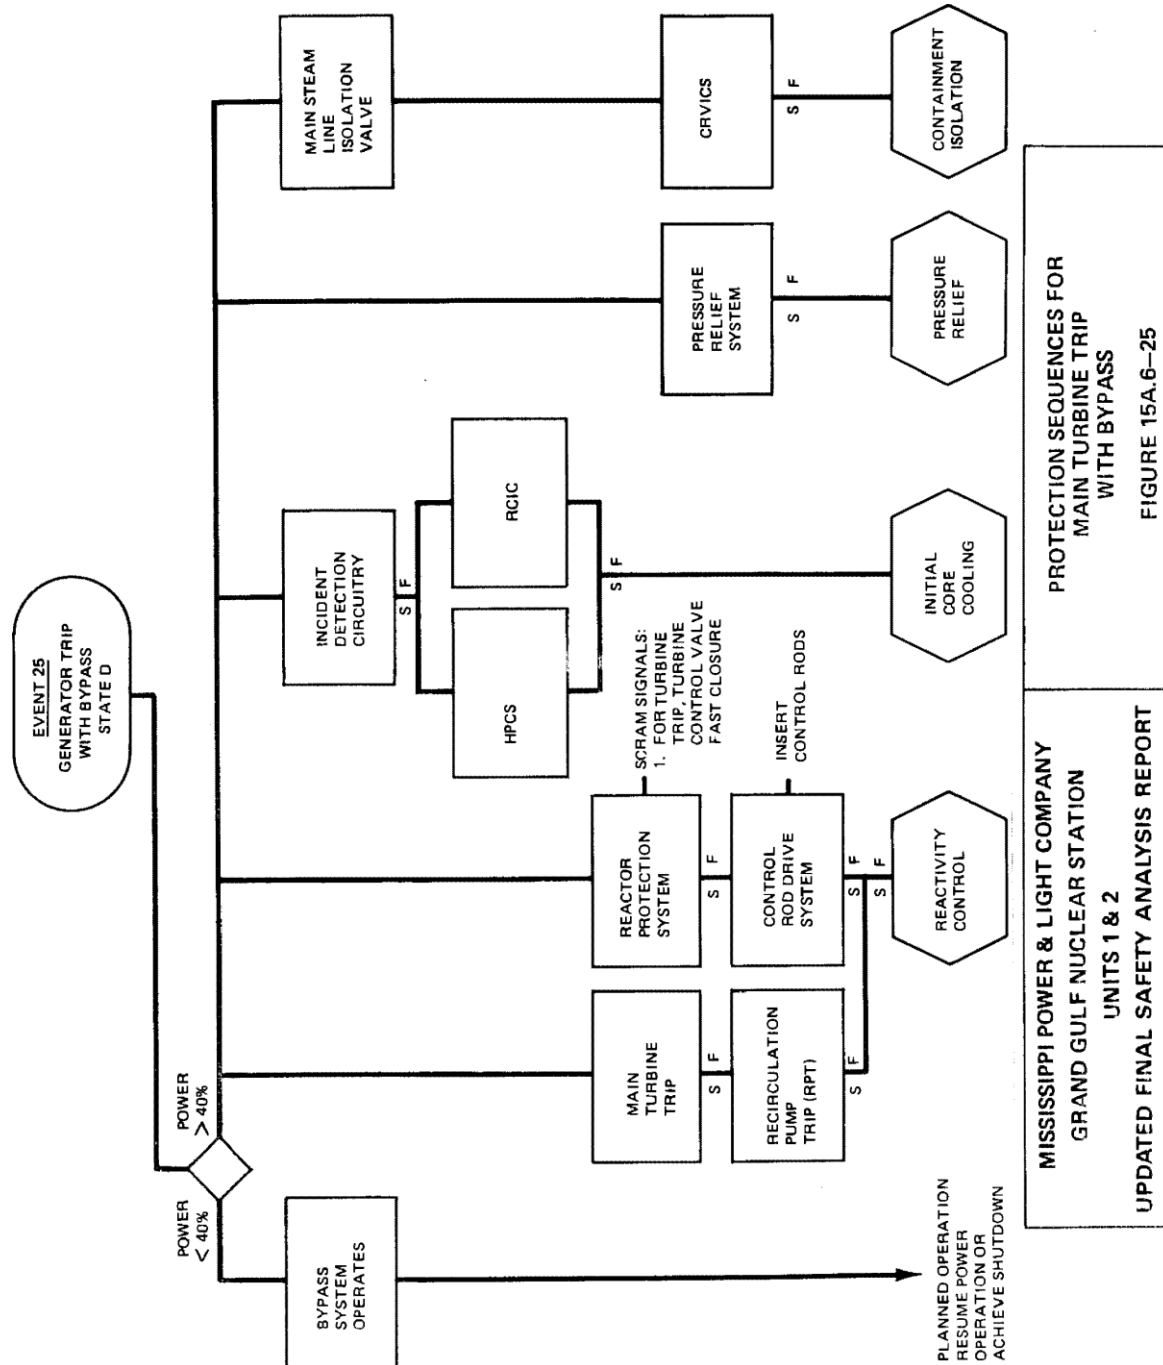 EVENT 25
GENERATOR TRIP
WITH BYPASS
STATE D
POWER
< 40%
POWER
> 40%
BYPASS
SYSTEM
OPERATES
INCIDENT
DETECTION
CIRCUITRY
MAIN STEAM
LINE
ISOLATION
VALVE
S F
HPCS
RCIC
S F
MAIN
TURBINE
TRIP
REACTOR
PROTECTION
SYSTEM
SCRAM SIGNALS:
1. FOR TURBINE
TRIP, TURBINE
CONTROL VALVE
FAST CLOSURE
PRESSURE
RELIEF
SYSTEM
CRVICS
S F
S F
S F
S F
RECIRCULATION
PUMP
TRIP (RPT)
CONTROL
ROD DRIVE
SYSTEM
INSERT
CONTROL RODS
S F
S F
S F
PLANNED OPERATION
RESUME POWER
OPERATION OR
ACHIEVE SHUTDOWN
REACTIVITY
CONTROL
INITIAL
CORE
COOLING
PRESSURE
RELIEF
CONTAINMENT
ISOLATION
MISSISSIPPI POWER & LIGHT COMPANY
GRAND GULF NUCLEAR STATION
UNITS 1 & 2
UPDATED FINAL SAFETY ANALYSIS REPORT
PROTECTION SEQUENCES FOR
MAIN TURBINE TRIP
WITH BYPASS
FIGURE 15A.6–25